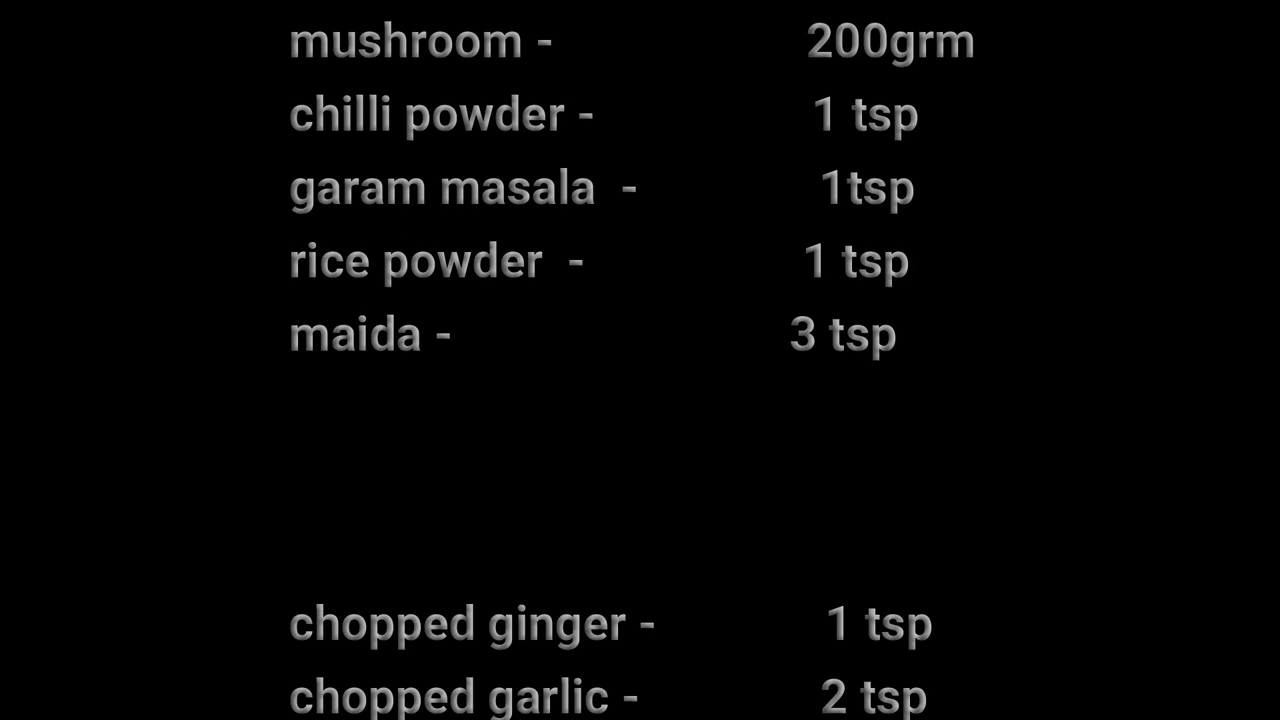 mushroom - 200grm
chilli powder - 1 tsp
garam masala - 1tsp
rice powder - 1 tsp
maida - 3 tsp
chopped ginger - 1 tsp
chopped garlic - 2 tsp